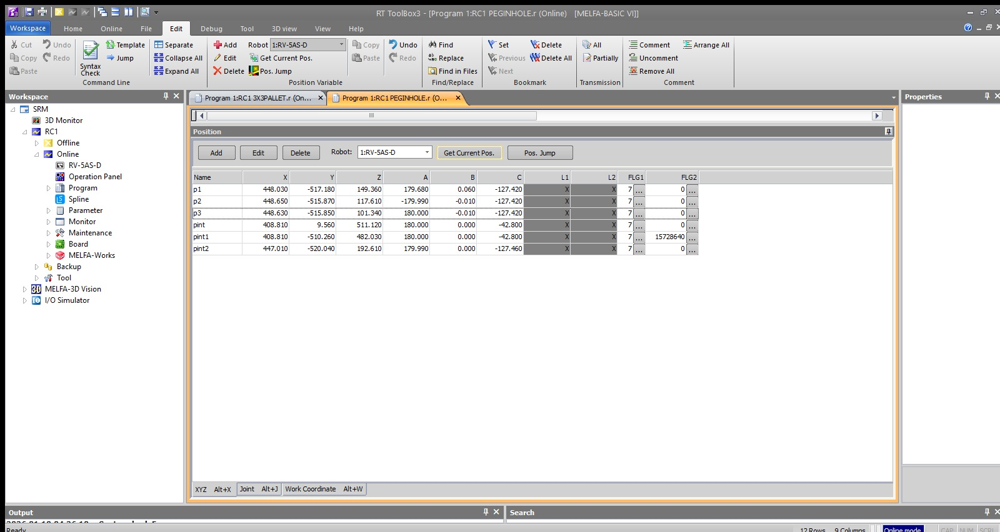 RT ToolBox3 - [Program 1:RC1 PEGINHOLE.r (Online) [MELFA-BASIC VI]]
Workspace Home Online File Edit Debug Tool 3D view View Help
Cut Undo Template Separate Add Robot 1:RV-5AS-D Copy Undo Find Set Delete All Comment Arrange All
Copy Redo Jump Collapse All Edit Get Current Pos. Paste Redo Replace Previous Delete All Partially Uncomment
Paste Syntax Check Expand All Delete Pos. Jump Find in Files Next Remove All
Command Line Position Variable Find/Replace Bookmark Transmission Comment
Workspace
SRM
3D Monitor
RC1
Offline
Online
RV-5AS-D
Operation Panel
Program
Spline
Parameter
Monitor
Maintenance
Board
MELFA-Works
Backup
Tool
MELFA-3D Vision
I/O Simulator
Program 1:RC1 3X3PALLET.r (On... Program 1:RC1 PEGINHOLE.r (O...
Position
Add Edit Delete Robot: 1:RV-5AS-D Get Current Pos. Pos. Jump
Name X Y Z A B C L1 L2 FLG1 FLG2
p1 448.030 -517.180 149.360 179.680 0.060 -127.420 X X 7 ... 0 ...
p2 448.650 -515.870 117.610 -179.990 -0.010 -127.420 X X 7 ... 0 ...
p3 448.630 -515.850 101.340 180.000 -0.010 -127.420 X X 7 ... 0 ...
pint 408.810 9.560 511.120 180.000 0.000 -42.800 X X 7 ... 0 ...
pint1 408.810 -510.260 482.030 180.000 0.000 -42.800 X X 7 ... 15728640 ...
pint2 447.010 -520.040 192.610 179.990 0.000 -127.460 X X 7 ... 0 ...
XYZ Alt+X Joint Alt+J Work Coordinate Alt+W
Properties
Output
Search
Ready
12 Rows 9 Columns Online mode CAP NUM SCRL